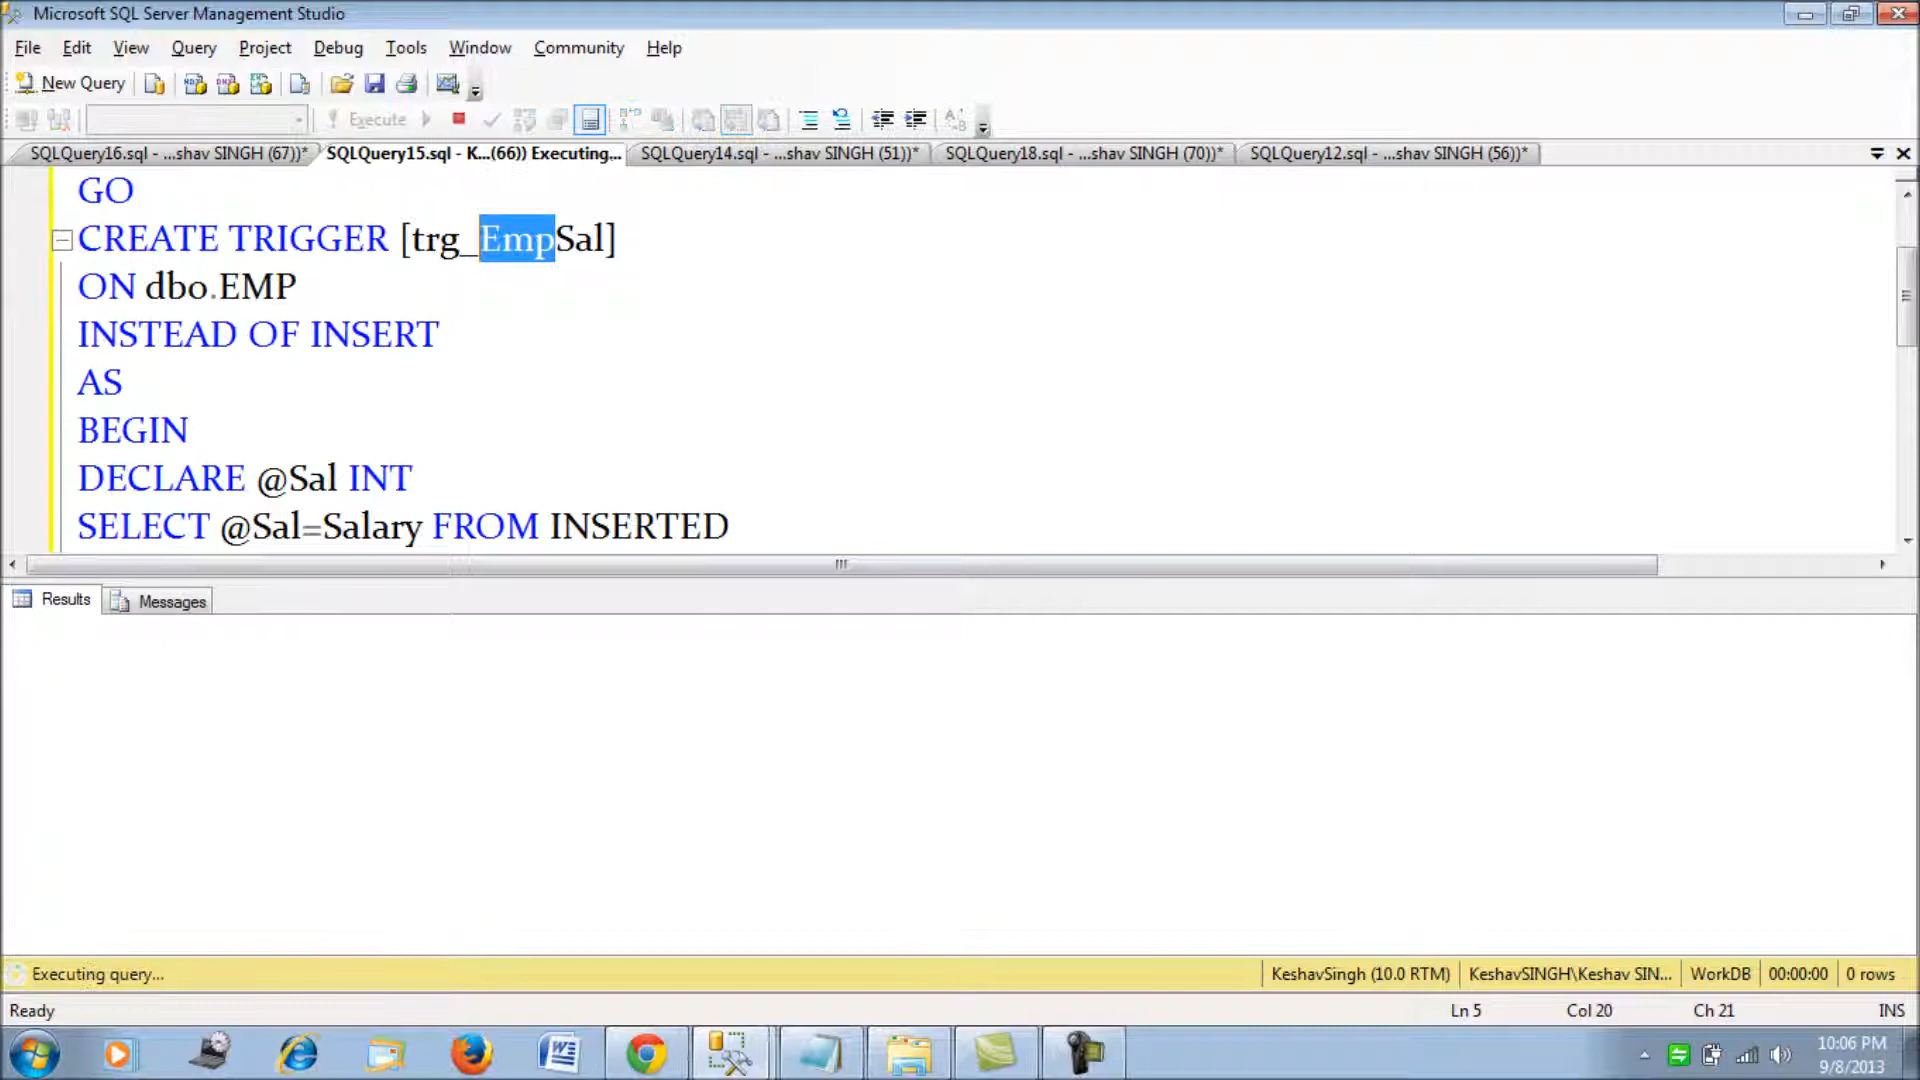 Microsoft SQL Server Management Studio
File Edit View Query Project Debug Tools Window Community Help
New Query
Execute
SQLQuery16.sql - ...shav SINGH (67))* SQLQuery15.sql - K...(66)) Executing... SQLQuery14.sql - ...shav SINGH (51))* SQLQuery18.sql - ...shav SINGH (70))* SQLQuery12.sql - ...shav SINGH (56))*
GO
CREATE TRIGGER [trg_EmpSal]
ON dbo.EMP
INSTEAD OF INSERT
AS
BEGIN
DECLARE @Sal INT
SELECT @Sal=Salary FROM INSERTED
Results Messages
Executing query... KeshavSingh (10.0 RTM) KeshavSINGH\Keshav SIN... WorkDB 00:00:00 0 rows
Ready Ln 5 Col 20 Ch 21 INS
10:06 PM
9/8/2013